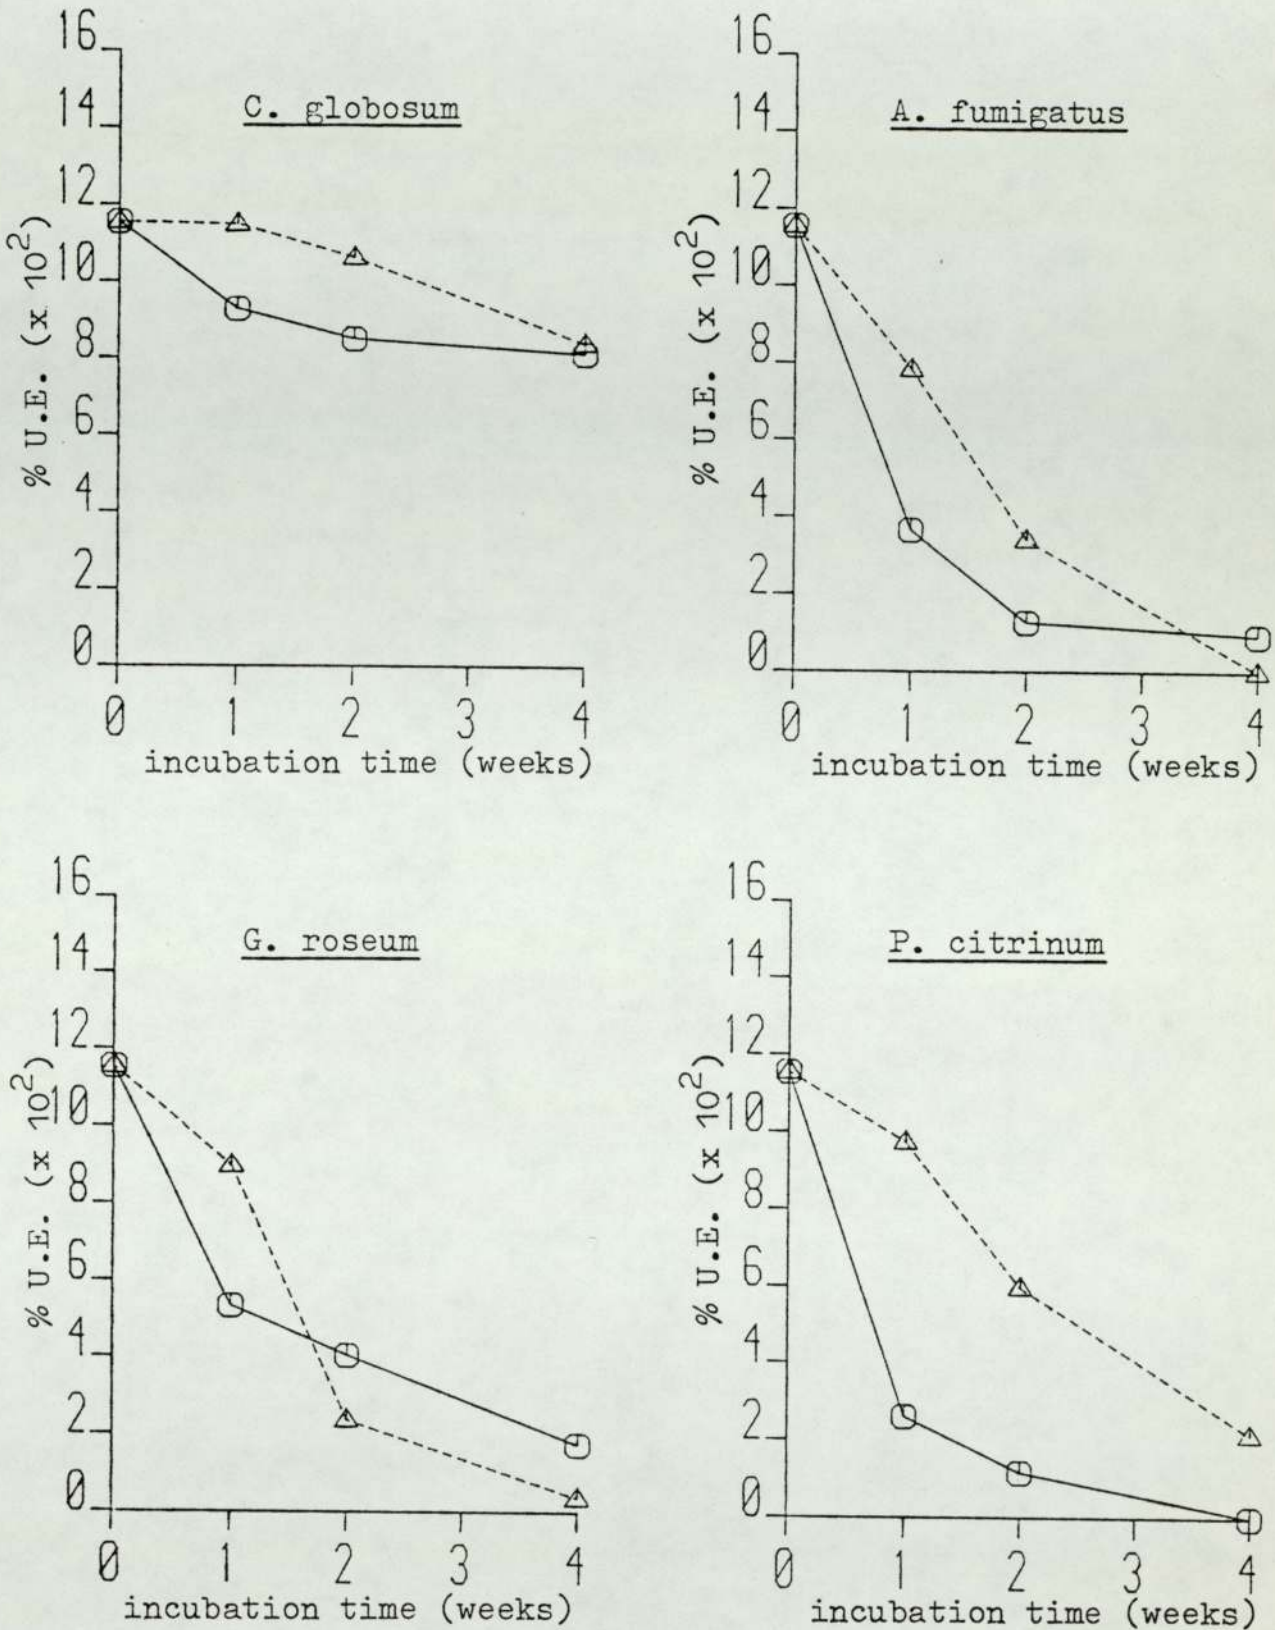 C. globosum
16
14
12
10
8
6
4
2
0
% U.E. (x 10²)
0 1 2 3 4
incubation time (weeks)
A. fumigatus
16
14
12
10
8
6
4
2
0
% U.E. (x 10²)
0 1 2 3 4
incubation time (weeks)
G. roseum
16
14
12
10
8
6
4
2
0
% U.E. (x 10²)
0 1 2 3 4
incubation time (weeks)
P. citrinum
16
14
12
10
8
6
4
2
0
% U.E. (x 10²)
0 1 2 3 4
incubation time (weeks)